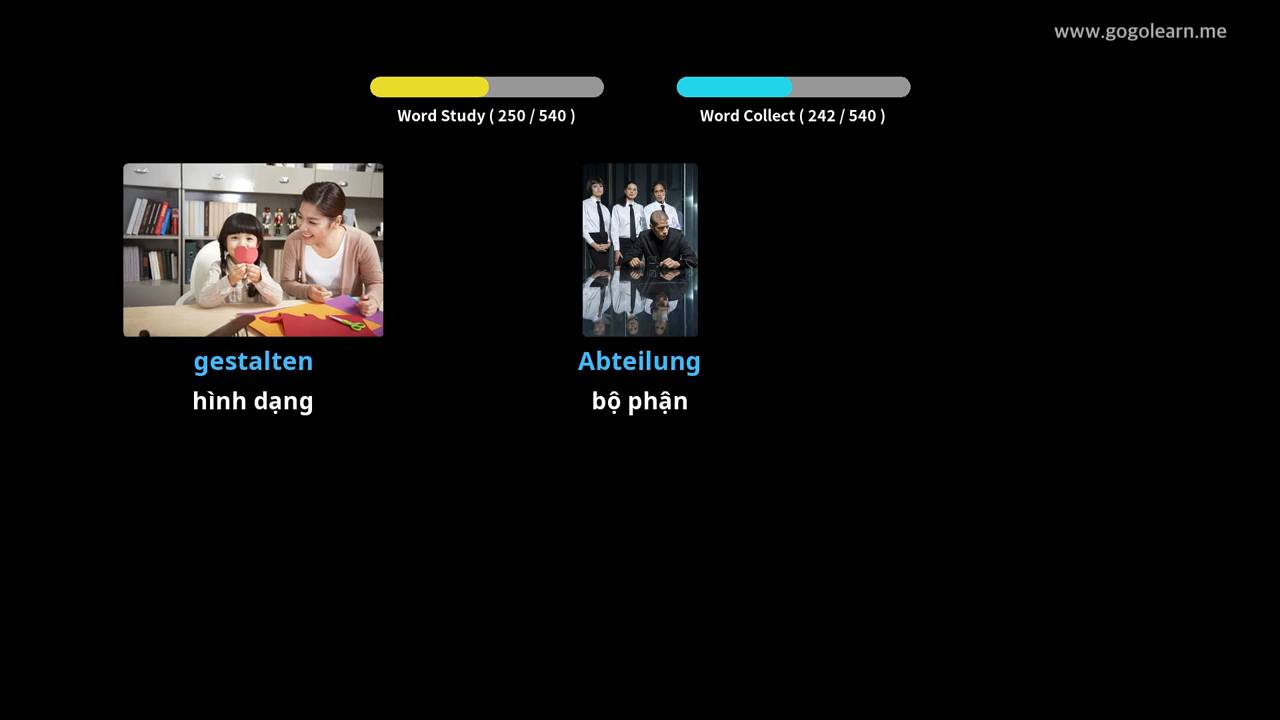 www.gogolearn.me
Word Study ( 250 / 540 )
Word Collect ( 242 / 540 )
gestalten
hình dạng
Abteilung
bộ phận